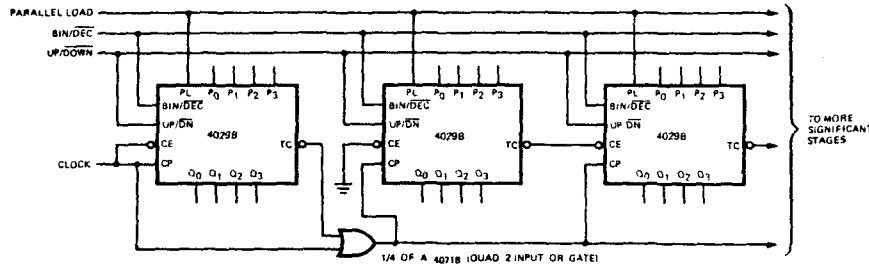 PARALLEL LOAD
BIN/DEC
UP/DOWN
PL P0 P1 P2 P3
BIN/DEC
UP/DN
4029B
CE
TC
CP
Q0 Q1 Q2 Q3
PL P0 P1 P2 P3
BIN/DEC
UP/DN
4029B
CE
TC
CP
Q0 Q1 Q2 Q3
PL P0 P1 P2 P3
BIN/DEC
UP DN
4029B
CE
TC
CP
Q0 Q1 Q2 Q3
CLOCK
TO MORE
SIGNIFICANT
STAGES
1/4 OF A 4071B (QUAD 2 INPUT OR GATE)